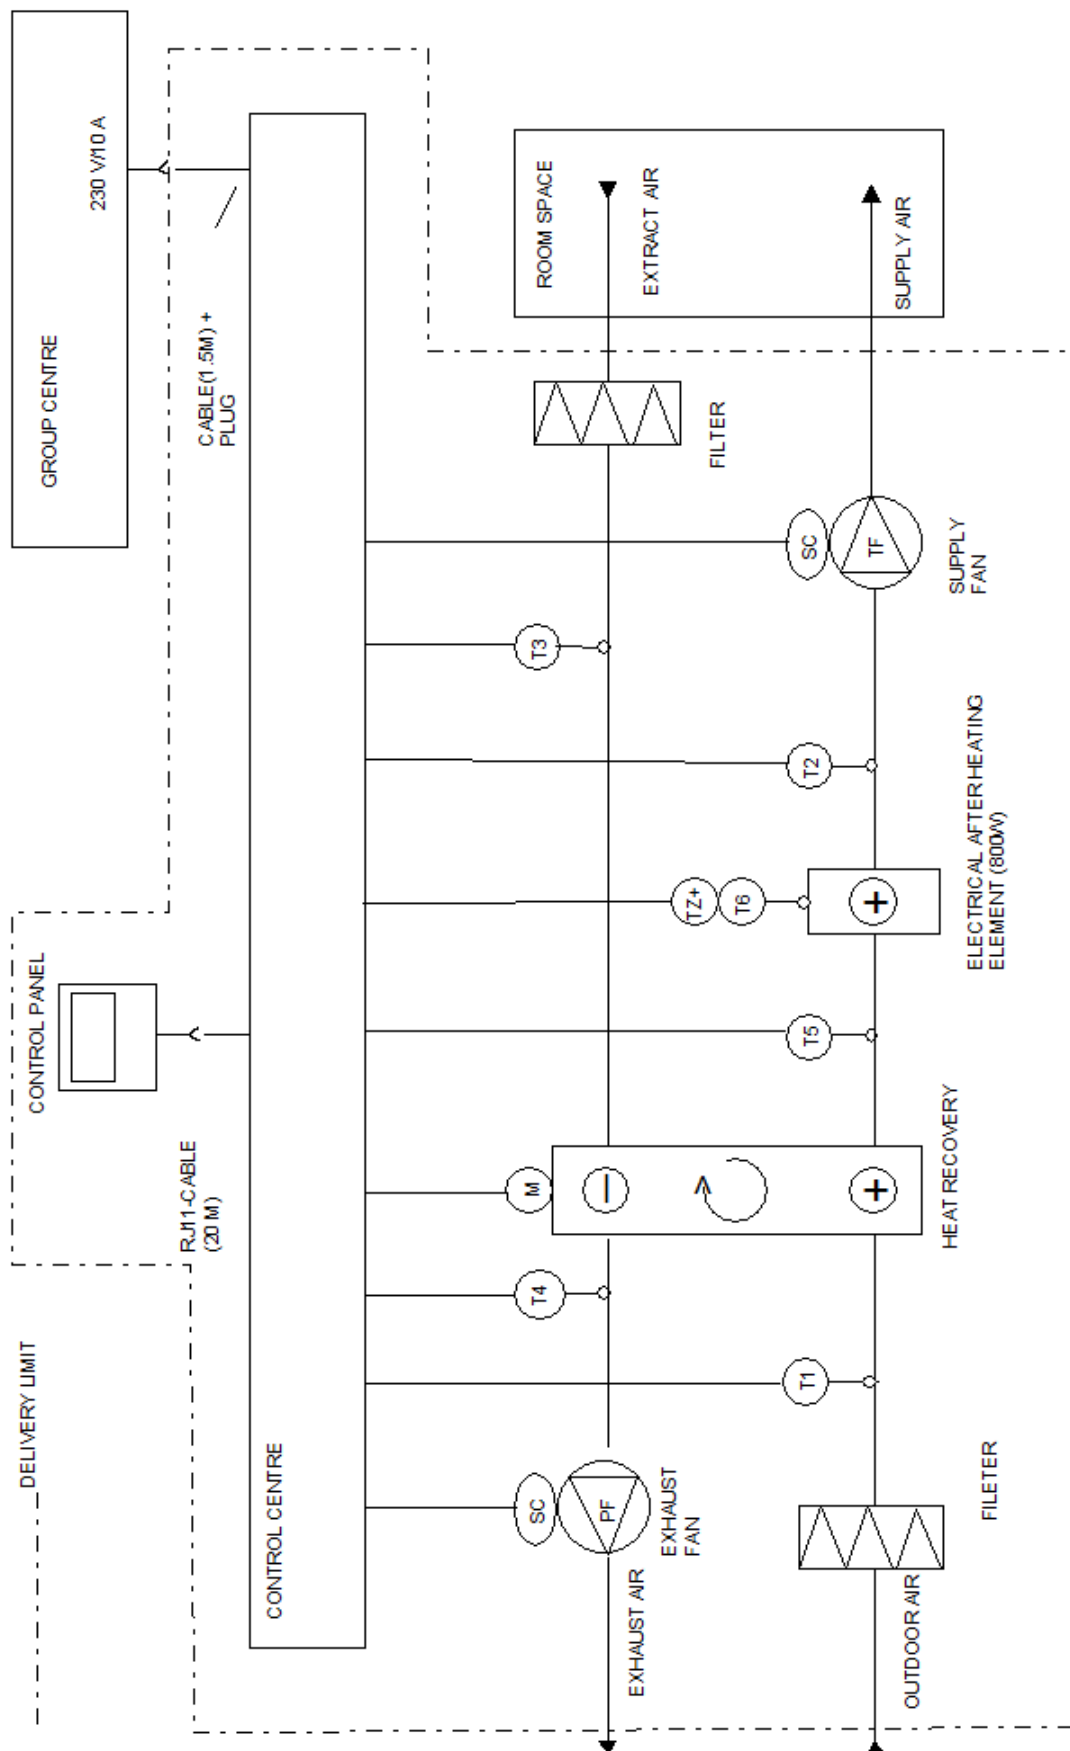 GROUP CENTRE
230 V/10 A
CABLE(1.5M) +
PLUG
CONTROL PANEL
RJ11-CABLE
(20 M)
DELIVERY LIMIT
CONTROL CENTRE
ROOM SPACE
EXTRACT AIR
SUPPLY AIR
FILTER
SC
TF
SUPPLY
FAN
T3
T2
TZ+
T6
ELECTRICAL AFTERHEATING
ELEMENT (800W)
T5
M
HEAT RECOVERY
T4
T1
SC
PF
EXHAUST
FAN
EXHAUST AIR
FILETER
OUTDOOR AIR